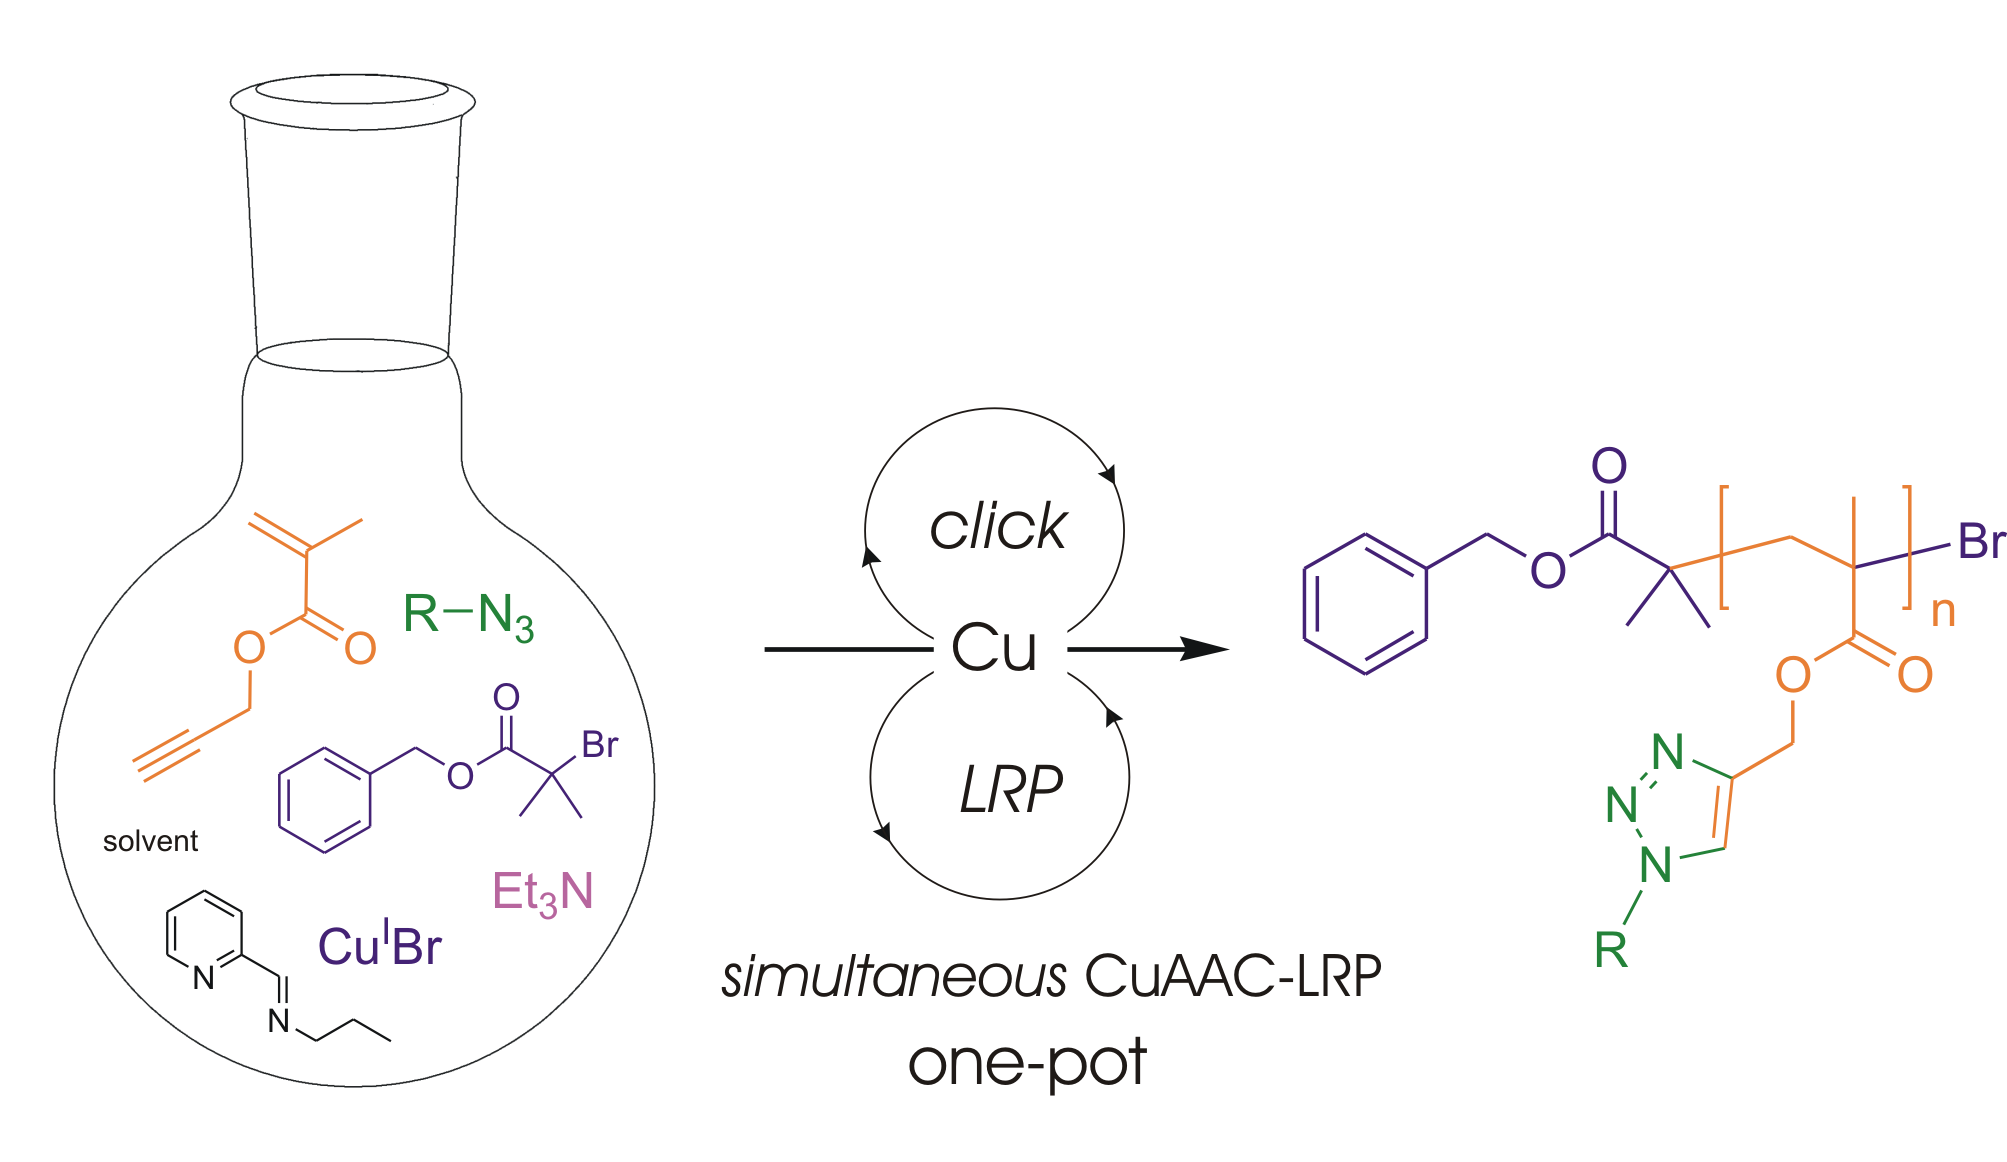 O
O
R–N₃
O
O
Br
solvent
Et₃N
N
CuᴵBr
N
click
Cu
LRP
simultaneous CuAAC-LRP
one-pot
O
O
Br
n
O
O
N
N
N
R